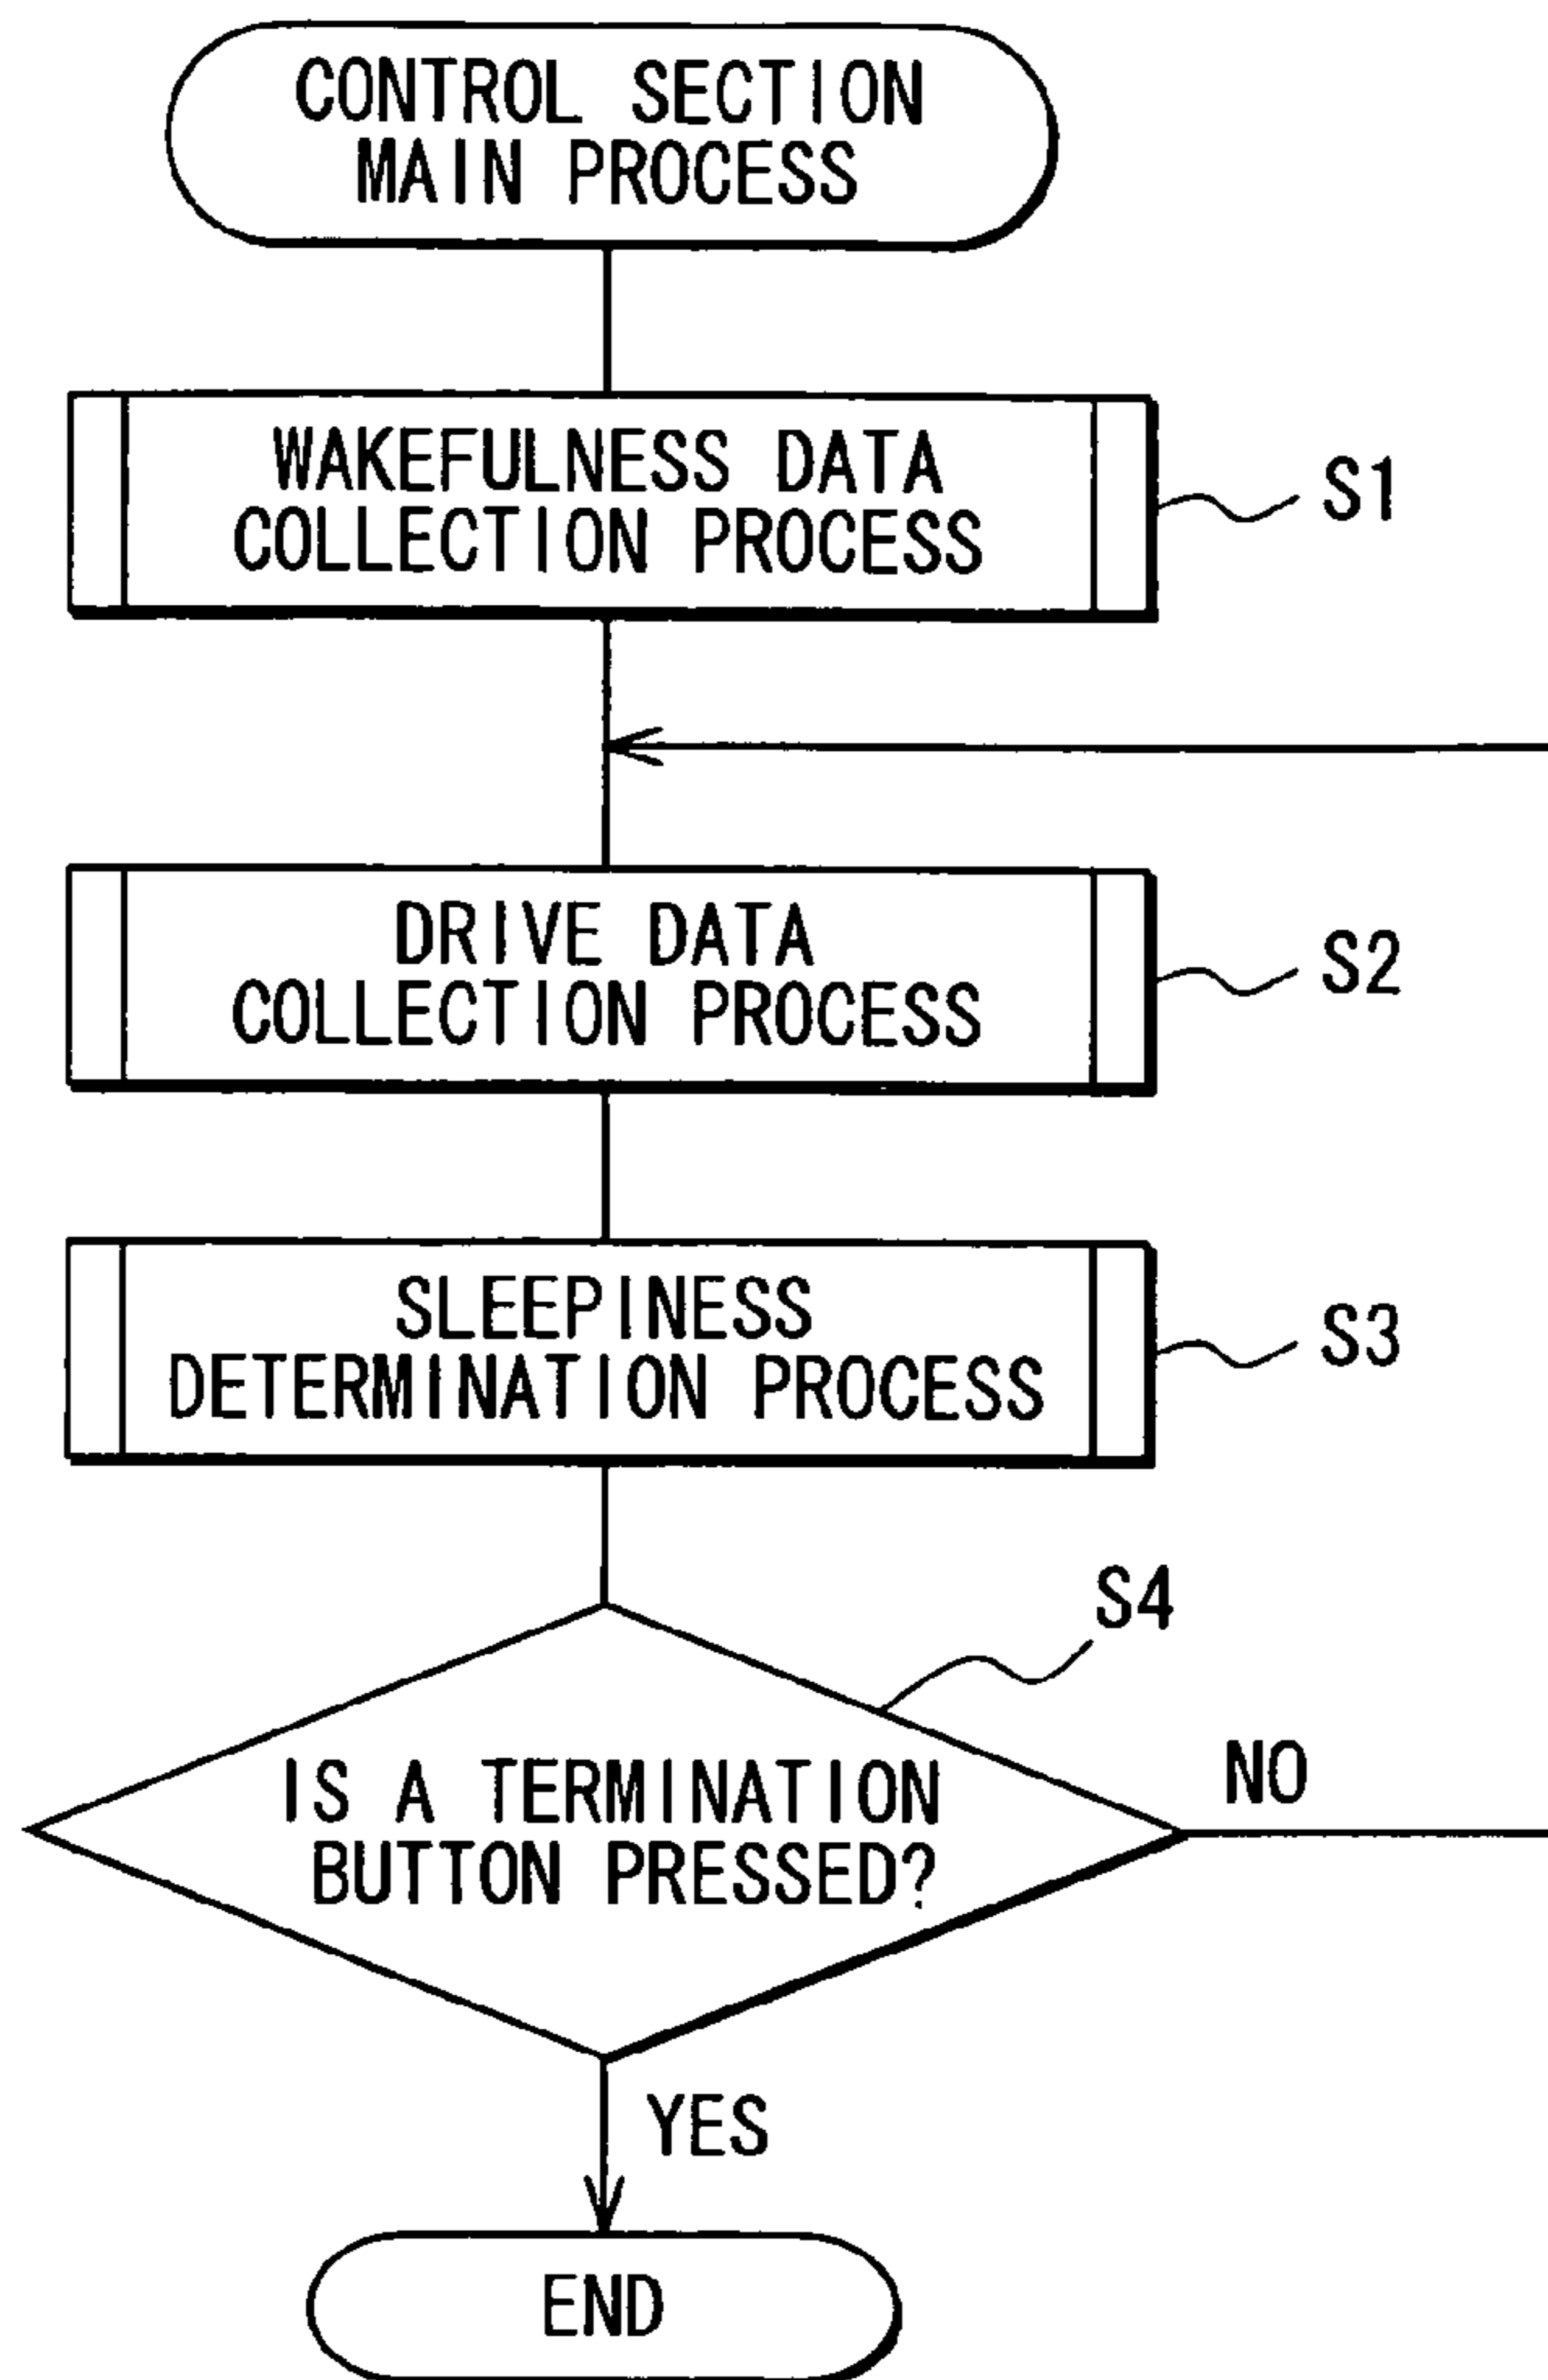 CONTROL SECTION
MAIN PROCESS
WAKEFULNESS DATA
COLLECTION PROCESS
S1
DRIVE DATA
COLLECTION PROCESS
S2
SLEEPINESS
DETERMINATION PROCESS
S3
S4
IS A TERMINATION
BUTTON PRESSED?
NO
YES
END